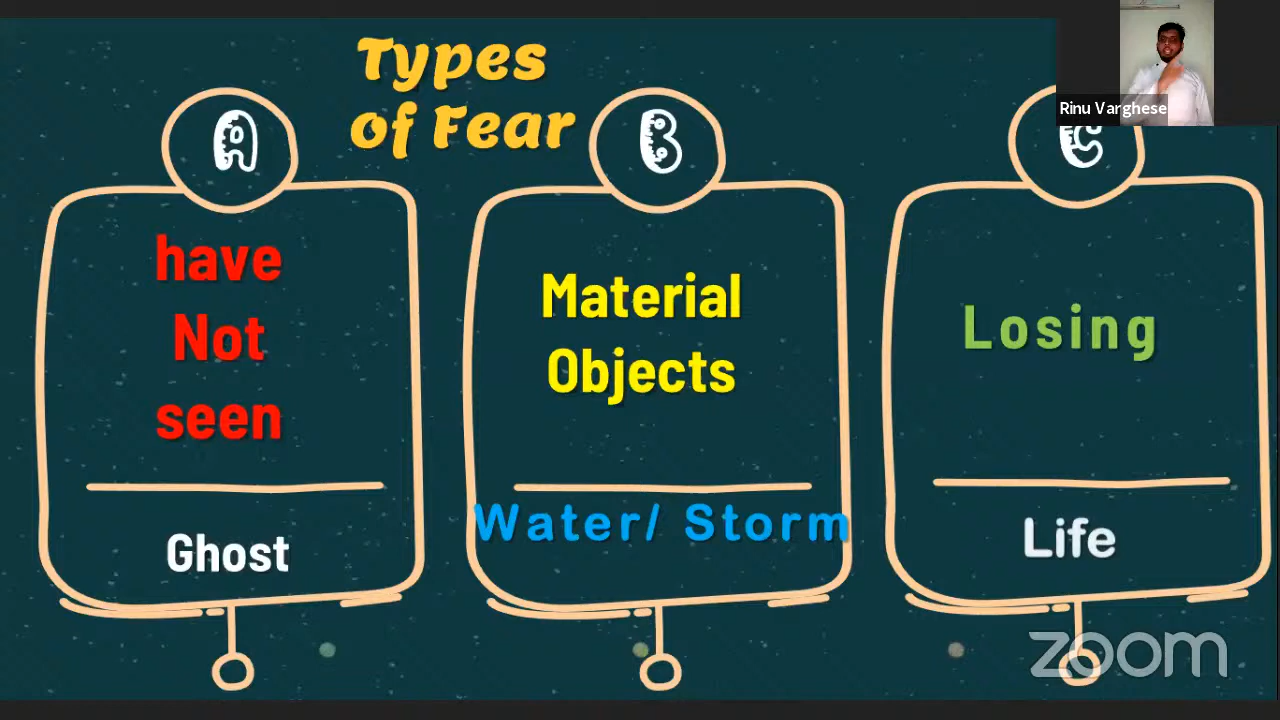 Types
of Fear
Rinu Varghese
A
B
C
have
Not
seen
Material
Objects
Losing
Ghost
Water/ Storm
Life
zoom